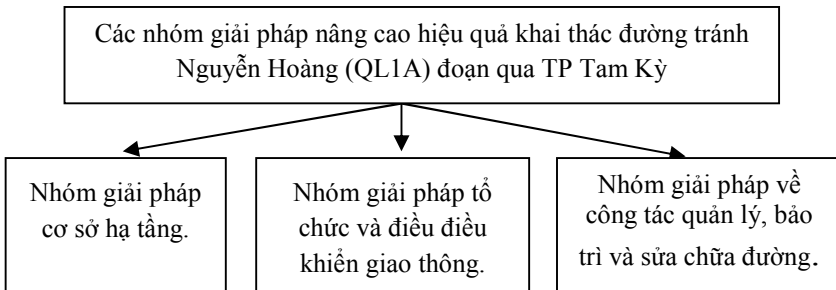 Các nhóm giải pháp nâng cao hiệu quả khai thác đường tránh
Nguyễn Hoàng (QL1A) đoạn qua TP Tam Kỳ
Nhóm giải pháp
cơ sở hạ tầng.
Nhóm giải pháp tổ
chức và điều điều
khiển giao thông.
Nhóm giải pháp về
công tác quản lý, bảo
trì và sửa chữa đường.